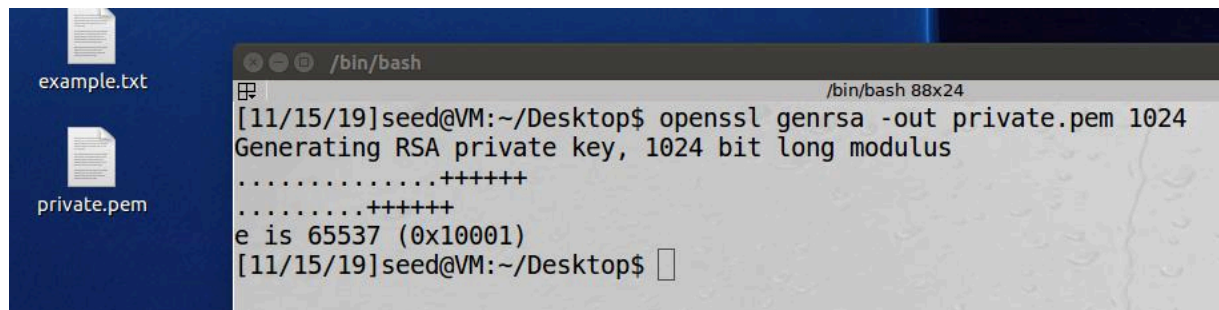 example.txt
private.pem
/bin/bash
/bin/bash 88x24
[11/15/19]seed@VM:~/Desktop$ openssl genrsa -out private.pem 1024
Generating RSA private key, 1024 bit long modulus
..............++++++
.........++++++
e is 65537 (0x10001)
[11/15/19]seed@VM:~/Desktop$